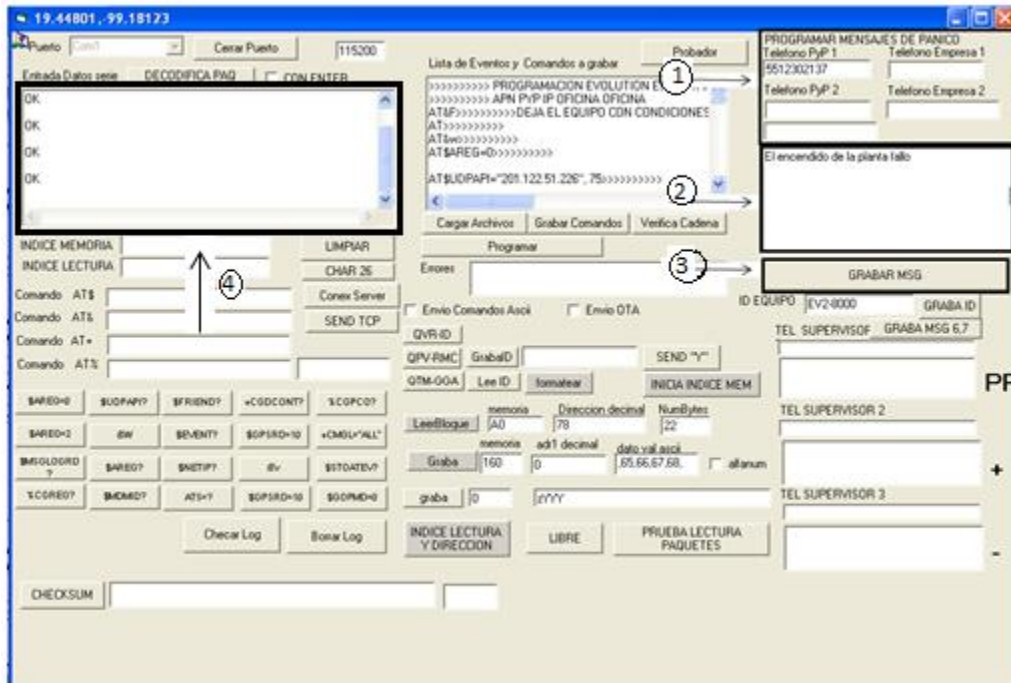 19.44801,-99.18123
Puerto Com1 Cerrar Puerto 115200
Entrada Datos serie DECODIFICA PAQ CON ENTER
OK
OK
OK
OK
4
INDICE MEMORIA LIMPIAR
INDICE LECTURA CHAR 26
Comando AT$ Conex Server
Comando AT& SEND TCP
Comando AT+
Comando AT%
$AREG=0 $UDPAPI? $FRIEND? +CGDCONT? %CGPCO?
$AREG=2 &W $EVENT? $GPSRD=10 +CMGL="ALL"
$MSGLOGRD ? $AREG? $NETIP? &v $STOATEV?
%CGREG? $MDMID? ATS=? $GPSRD=10 $GOPMD=0
Checar Log Borrar Log
CHECKSUM
Probador
Lista de Eventos y Comandos a grabar
>>>>>>>>>> PROGRAMACION EVOLUTION
>>>>>>>>>> APN PYP IP OFICINA OFICINA
AT&F>>>>>>>>>>DEJA EL EQUIPO CON CONDICIONES
AT>>>>>>>>>>
AT&w>>>>>>>>>>
AT$AREG=0>>>>>>>>>>
AT$UDPAPI="201.122.51.226", 75>>>>>>>>>>
Cargar Archivos Grabar Comandos Verifica Cadena
Programar
Errores
Envio Comandos Ascii Envio OTA
QVR-ID
QPV-RMC GrabaID SEND "Y"
QTM-GGA Lee ID formatear INICIA INDICE MEM
memoria Direccion decimal NumBytes
LeeBloque A0 78 22
memoria adr1 decimal dato val ascii
Graba 160 0 ,65,66,67,68, alfanum
graba 0 zYYY
INDICE LECTURA Y DIRECCION LIBRE PRUEBA LECTURA PAQUETES
1
2
3
PROGRAMAR MENSAJES DE PANICO
Telefono PyP 1 Telefono Empresa 1
5512302137
Telefono PyP 2 Telefono Empresa 2
El encendido de la planta fallo
GRABAR MSG
ID EQUIPO EV2-8000 GRABA ID
TEL SUPERVISOR GRABA MSG 6,7
PR
TEL SUPERVISOR 2
+
TEL SUPERVISOR 3
-